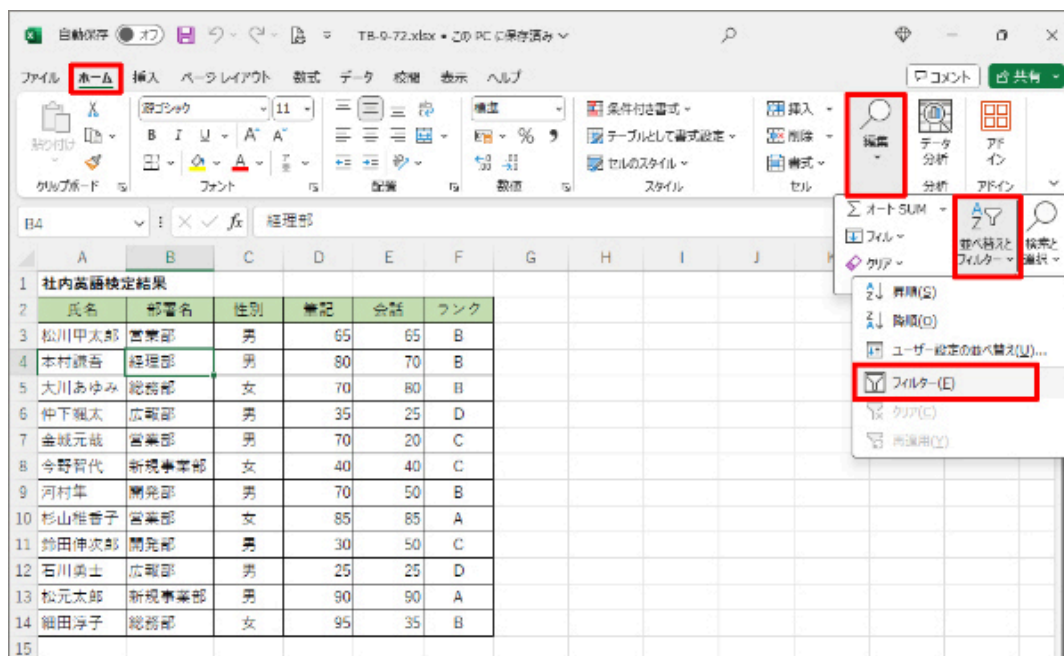 自動保存 オフ TB-9-72.xlsx • この PC に保存済み
ファイル ホーム 挿入 ページ レイアウト 数式 データ 校閲 表示 ヘルプ コメント 共有
貼り付け 游ゴシック 11 標準 条件付き書式 挿入 編集 データ 分析 アド イン
B I U A A A % テーブルとして書式設定 削除
セルのスタイル 書式
クリップボード フォント 配置 数値 スタイル セル 分析 アドイン
B4 fx 経理部
Σ オート SUM 並べ替えと フィルター 検索と 選択
フィル
クリア
昇順(S)
降順(O)
ユーザー設定の並べ替え(U)...
フィルター(E)
クリア(C)
再適用(Y)
A B C D E F G H I J K
1 社内英語検定結果
2 氏名 部署名 性別 筆記 会話 ランク
3 松川甲太郎 営業部 男 65 65 B
4 本村謙吾 経理部 男 80 70 B
5 大川あゆみ 総務部 女 70 80 B
6 仲下颯太 広報部 男 35 25 D
7 金城元哉 営業部 男 70 20 C
8 今野智代 新規事業部 女 40 40 C
9 河村隼 開発部 男 70 50 B
10 杉山稚香子 営業部 女 85 85 A
11 鈴田伸次郎 開発部 男 30 50 C
12 石川勇士 広報部 男 25 25 D
13 松元太郎 新規事業部 男 90 90 A
14 細田淳子 総務部 女 95 35 B
15